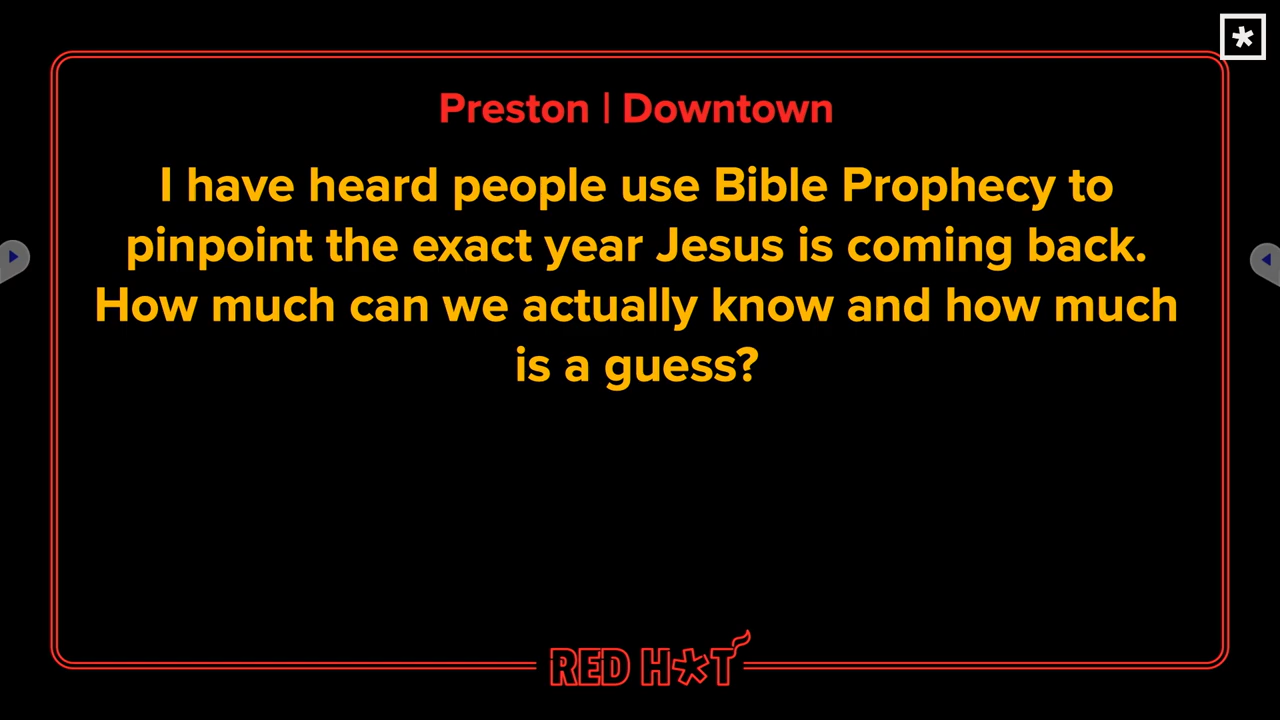 Preston | Downtown
I have heard people use Bible Prophecy to
pinpoint the exact year Jesus is coming back.
How much can we actually know and how much
is a guess?
RED H*T